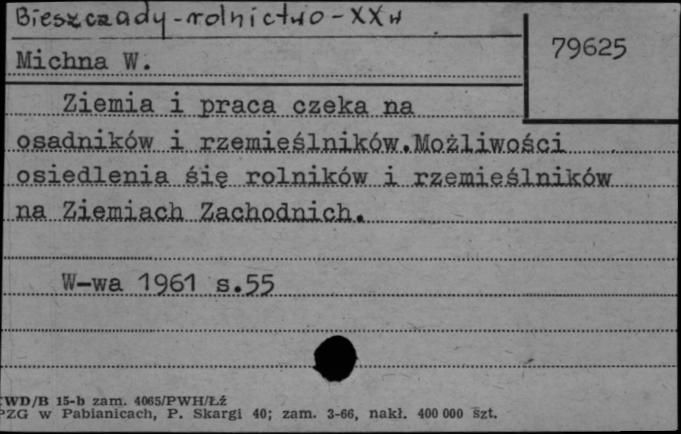 Bieszczady - rolnictwo - XX w
79625
Michna W.
Ziemia i praca czeka na
osadników i rzemieślników.Możliwości
osiedlenia śię rolników i rzemieślników
na Ziemiach Zachodnich.
W-wa 1961 s.55
WD/B 15-b zam. 4065/PWH/Łź
PZG w Pabianicach, P. Skargi 40; zam. 3-66, nakł. 400 000 szt.